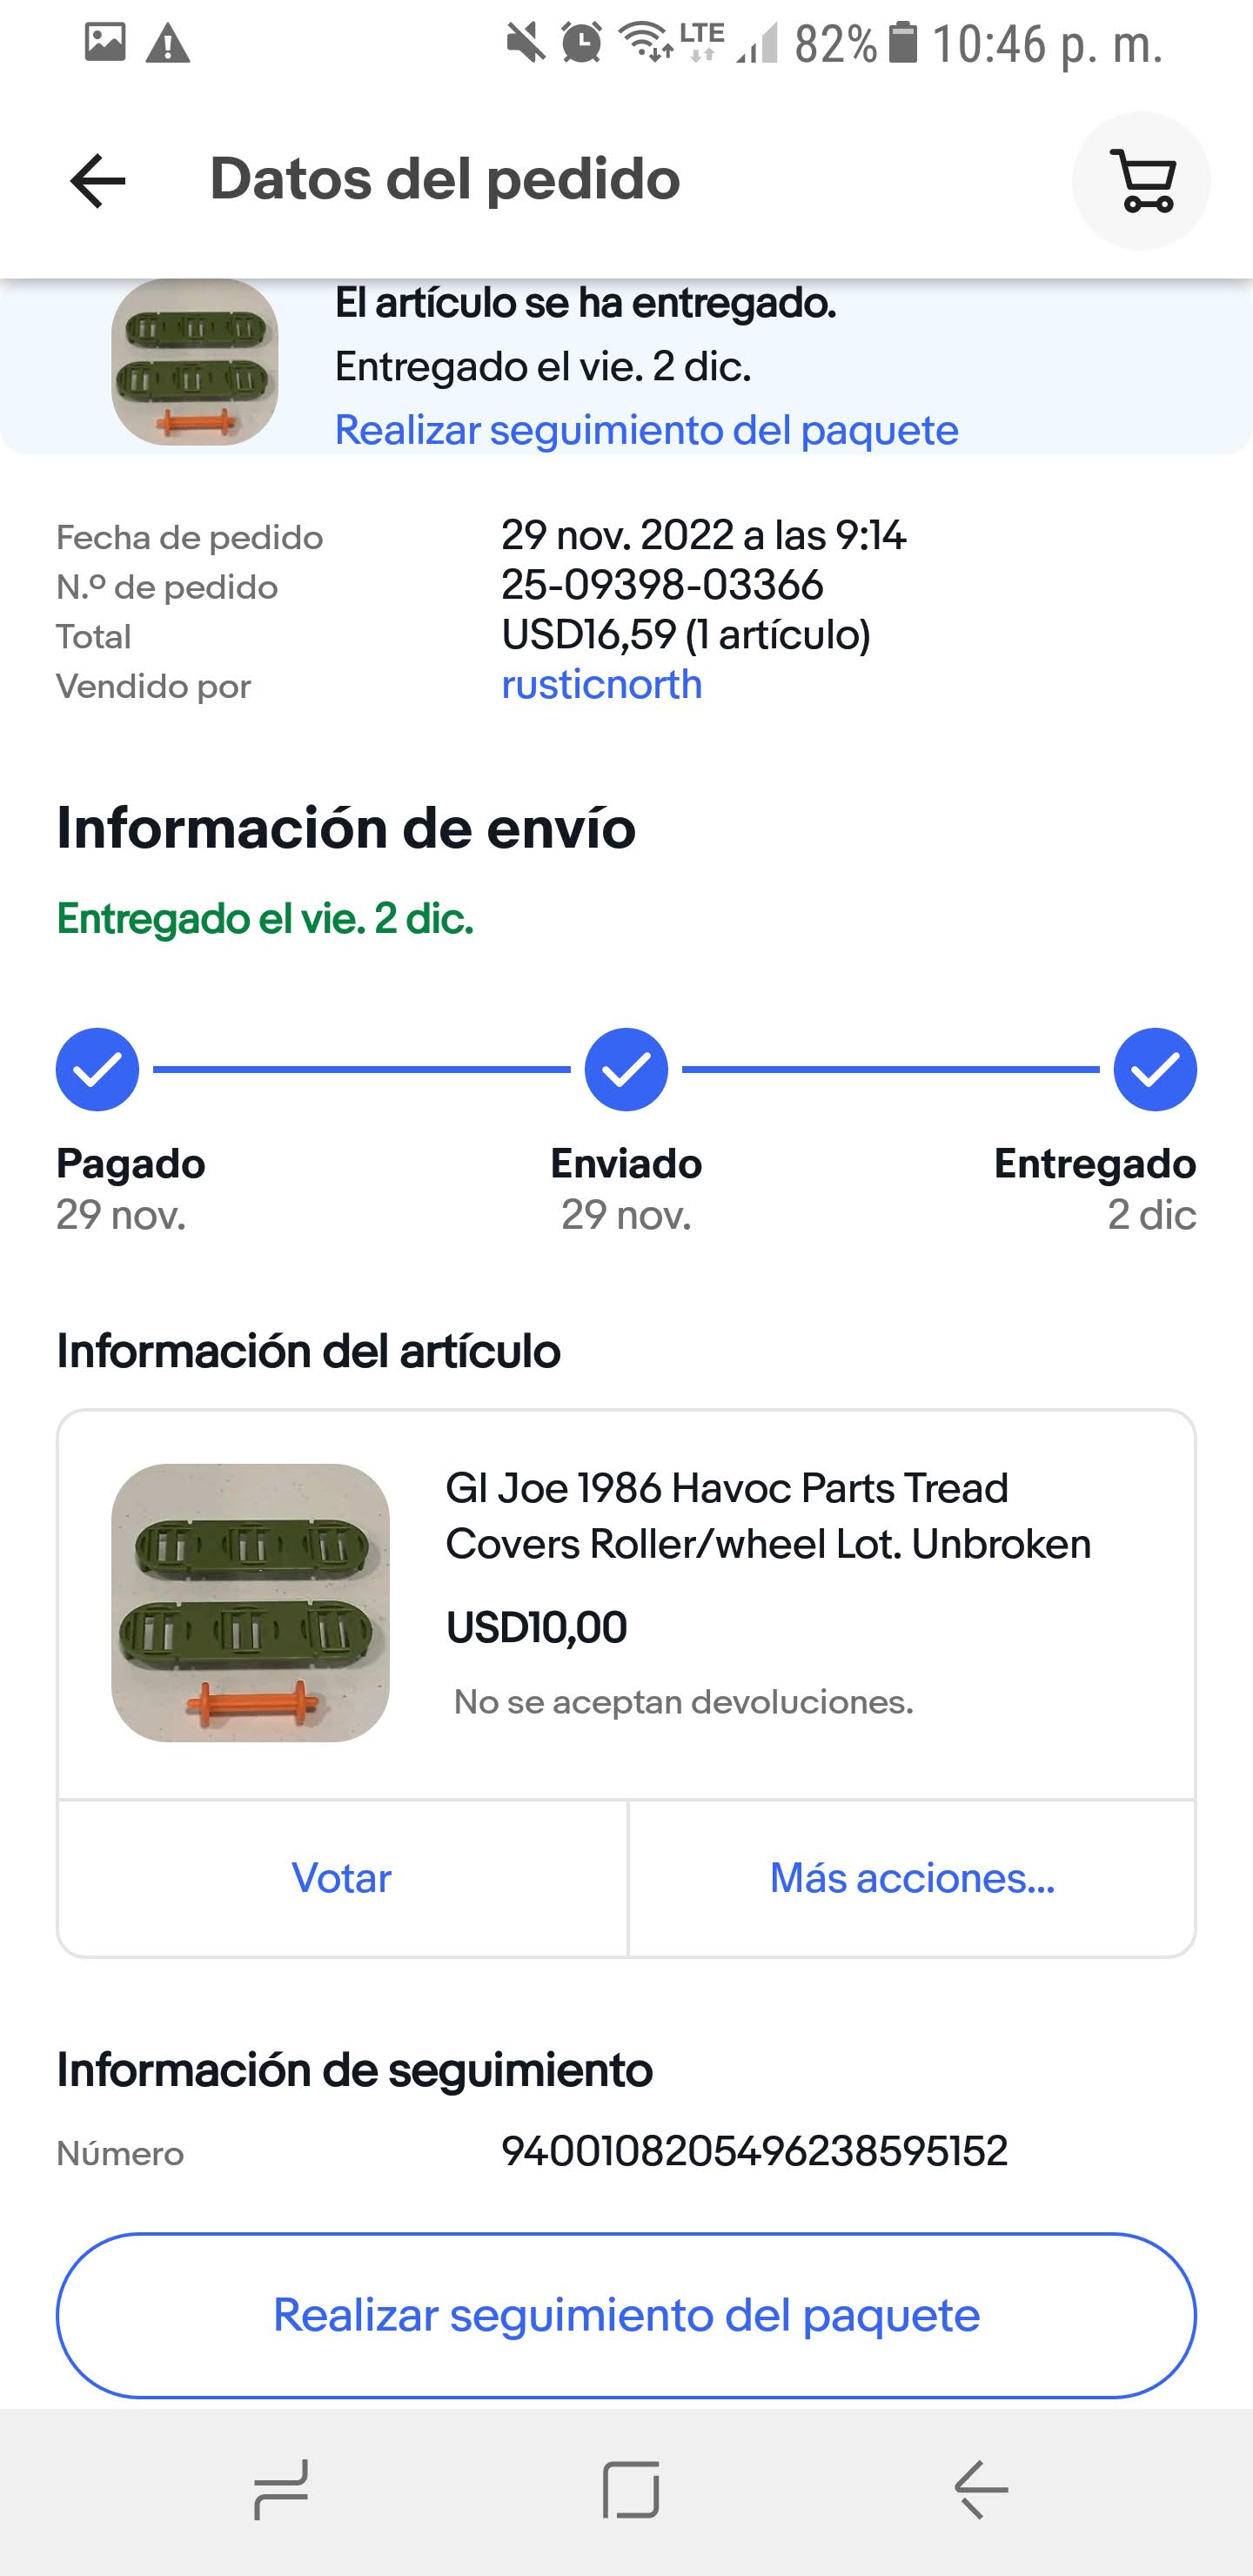 LTE 82% 10:46 p. m.
Datos del pedido
El artículo se ha entregado.
Entregado el vie. 2 dic.
Realizar seguimiento del paquete
Fecha de pedido 29 nov. 2022 a las 9:14
N.º de pedido 25-09398-03366
Total USD16,59 (1 artículo)
Vendido por rusticnorth
Información de envío
Entregado el vie. 2 dic.
Pagado Enviado Entregado
29 nov. 29 nov. 2 dic
Información del artículo
GI Joe 1986 Havoc Parts Tread
Covers Roller/wheel Lot. Unbroken
USD10,00
No se aceptan devoluciones.
Votar Más acciones...
Información de seguimiento
Número 9400108205496238595152
Realizar seguimiento del paquete